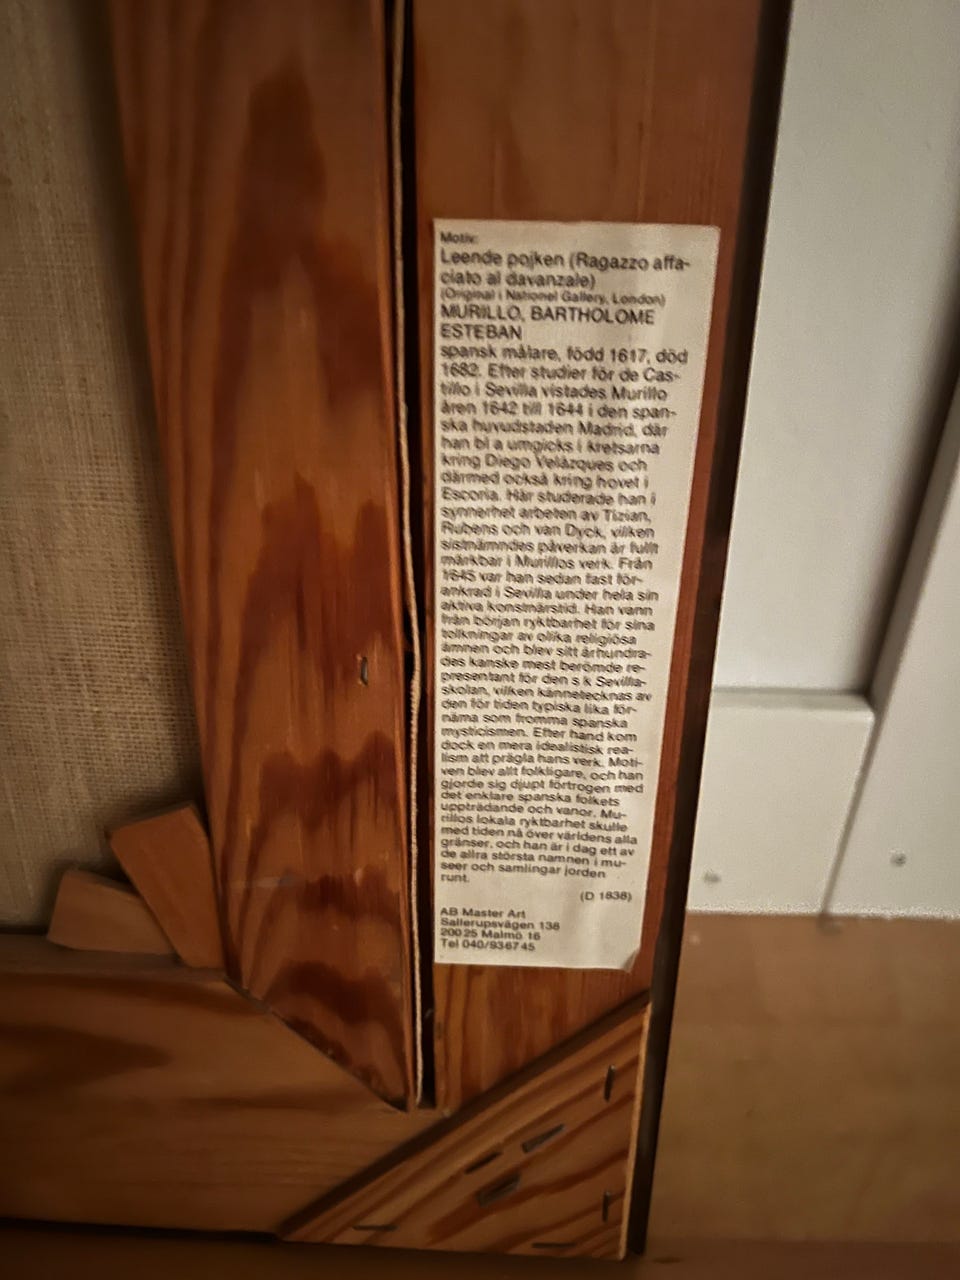 Motiv:
Leende pojken (Ragazzo affa-
ciato al davanzale)
(Original i National Gallery, London)
MURILLO, BARTHOLOME
ESTEBAN
spansk målare, född 1617, död
1682. Efter studier för de Cas-
tillo i Sevilla vistades Murillo
åren 1642 till 1644 i den span-
ska huvudstaden Madrid, där
han bl a umgicks i kretsarna
kring Diego Velázques och
därmed också kring hovet i
Escoria. Här studerade han i
synnerhet arbeten av Tizian,
Rubens och van Dyck, vilken
sistnämndes påverkan är fullt
märkbar i Murillos verk. Från
1645 var han sedan fast för-
ankrad i Sevilla under hela sin
aktiva konstnärstid. Han vann
från början ryktbarhet för sina
tolkningar av olika religiösa
ämnen och blev sitt århundra-
des kanske mest berömde re-
presentant för den s k Sevilla-
skolan, vilken kännetecknas av
den för tiden typiska lika för-
näma som fromma spanska
mysticismen. Efter hand kom
dock en mera idealistisk rea-
lism att prägla hans verk. Moti-
ven blev allt folkligare, och han
gjorde sig djupt förtrogen med
det enklare spanska folkets
uppträdande och vanor. Mu-
rillos lokala ryktbarhet skulle
med tiden nå över världens alla
gränser, och han är i dag ett av
de allra största namnen i mu-
seer och samlingar jorden
runt.
(D 1838)
AB Master Art
Sallerupsvägen 138
200 25 Malmö 16
Tel 040/936745